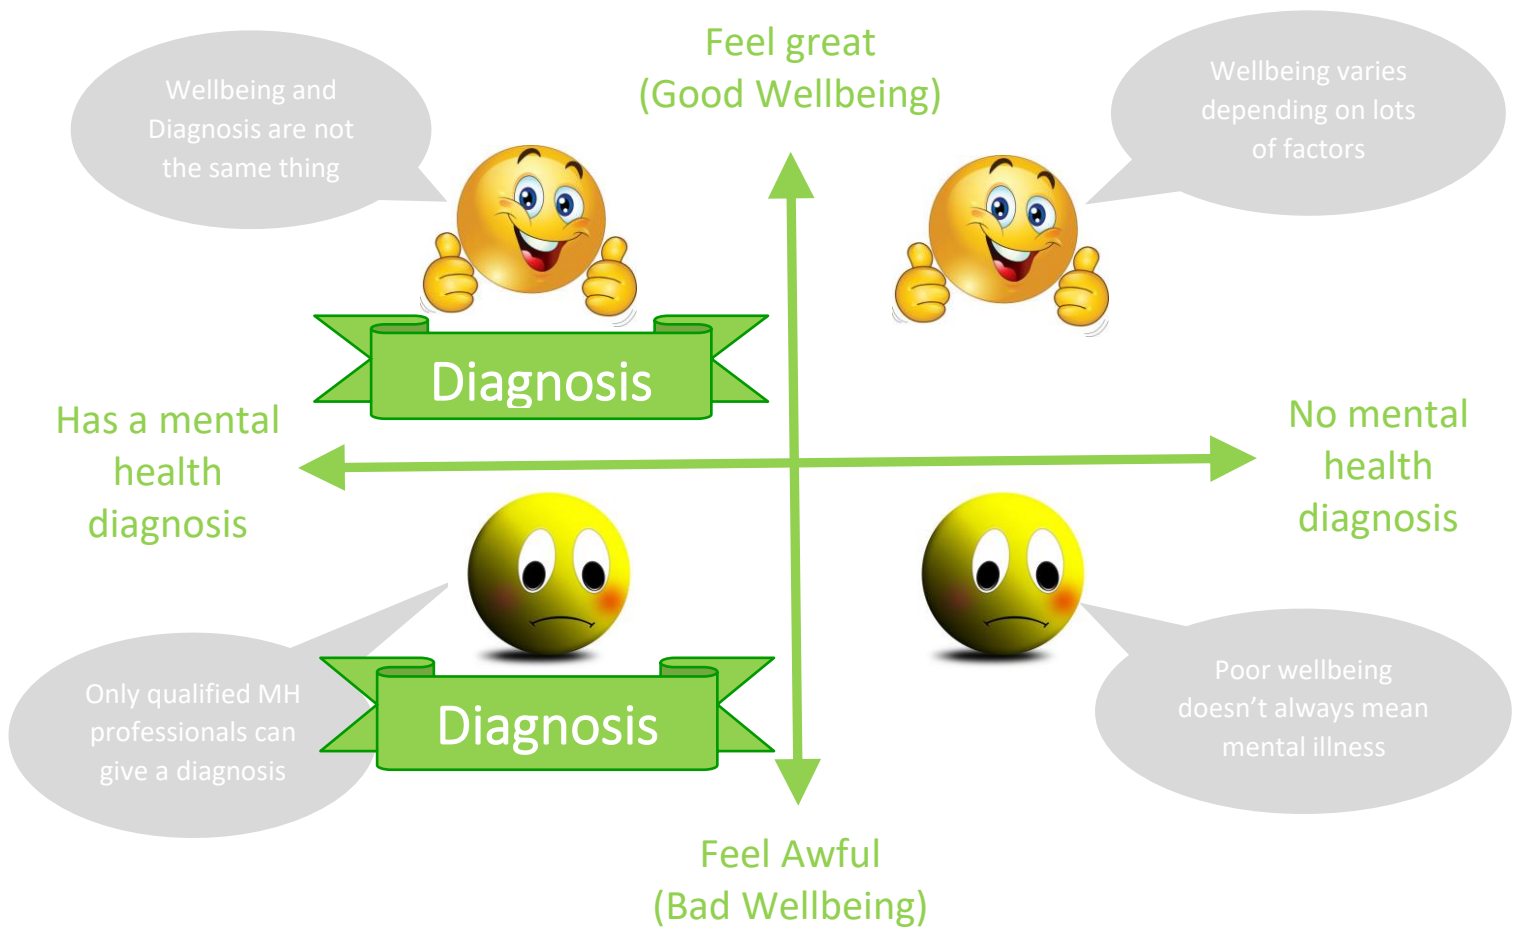 Feel great
(Good Wellbeing)
Wellbeing and
Diagnosis are not
the same thing
Wellbeing varies
depending on lots
of factors
Diagnosis
Has a mental
health
diagnosis
No mental
health
diagnosis
Only qualified MH
professionals can
give a diagnosis
Diagnosis
Poor wellbeing
doesn’t always mean
mental illness
Feel Awful
(Bad Wellbeing)